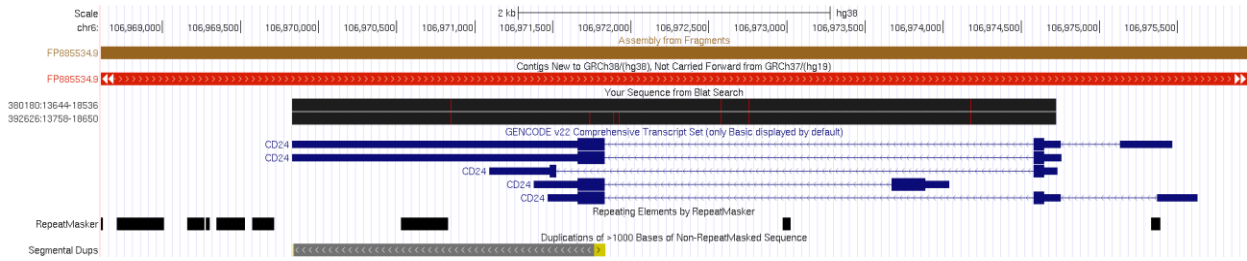 Scale 2 kb hg38
chr6: 106,969,000 106,969,500 106,970,000 106,970,500 106,971,000 106,971,500 106,972,000 106,972,500 106,973,000 106,973,500 106,974,000 106,974,500 106,975,000 106,975,500
Assembly from Fragments
FP885534.9
Contigs New to GRCh38/(hg38), Not Carried Forward from GRCh37/(hg19)
FP885534.9
Your Sequence from Blat Search
380180:13644-18536
392626:13758-18650
GENCODE v22 Comprehensive Transcript Set (only Basic displayed by default)
CD24
CD24
CD24
CD24
CD24
Repeating Elements by RepeatMasker
RepeatMasker
Duplications of >1000 Bases of Non-RepeatMasked Sequence
Segmental Dups